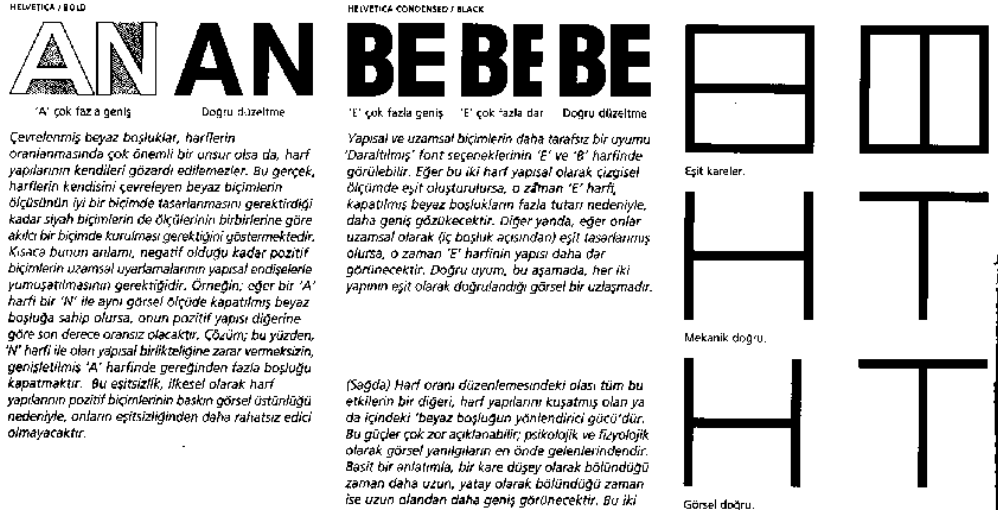 HELVETICA / BOLD
AN AN
'A' çok fazla geniş
Doğru düzeltme
Çevrelenmiş beyaz boşluklar, harflerin
oranlanmasında çok önemli bir unsur olsa da, harf
yapılarının kendileri gözardı edilemezler. Bu gerçek,
harflerin kendisini çevreleyen beyaz biçimlerin
ölçüsünün iyi bir biçimde tasarlanmasını gerektirdiği
kadar siyah biçimlerin de ölçülerinin birbirlerine göre
akılcı bir biçimde kurulması gerektiğini göstermektedir.
Kısaca bunun anlamı, negatif olduğu kadar pozitif
biçimlerin uzamsal uyarlamalarının yapısal endişelerle
yumuşatılmasının gerektiğidir. Örneğin; eğer bir 'A'
harfi bir 'N' ile aynı görsel ölçüde kapatılmış beyaz
boşluğa sahip olursa, onun pozitif yapısı diğerine
göre son derece oransız olacaktır. Çözüm; bu yüzden,
'N' harfi ile olan yapısal birlikteliğine zarar vermeksizin,
genişletilmiş 'A' harfinde gereğinden fazla boşluğu
kapatmaktır. Bu eşitsizlik, ilkesel olarak harf
yapılarının pozitif biçimlerinin baskın görsel üstünlüğü
nedeniyle, onların eşitsizliğinden daha rahatsız edici
olmayacaktır.
HELVETICA CONDENSED / BLACK
BE BE BE
'E' çok fazla geniş
'E' çok fazla dar
Doğru düzeltme
Yapısal ve uzamsal biçimlerin daha tarafsız bir uyumu
'Daraltılmış' font seçeneklerinin 'E' ve 'B' harfinde
görülebilir. Eğer bu iki harf yapısal olarak çizgisel
ölçümde eşit oluşturulursa, o zaman 'E' harfi,
kapatılmış beyaz boşlukların fazla tutarı nedeniyle,
daha geniş gözükecektir. Diğer yanda, eğer onlar
uzamsal olarak (iç boşluk açısından) eşit tasarlanmış
olursa, o zaman 'E' harfinin yapısı daha dar
görünecektir. Doğru uyum, bu aşamada, her iki
yapının eşit olarak doğrulandığı görsel bir uzlaşmadır.
(Sağda) Harf oranı düzenlemesindeki olası tüm bu
etkilerin bir diğeri, harf yapılarını kuşatmış olan ya
da içindeki 'beyaz boşluğun yönlendirici gücü'dür.
Bu güçler çok zor açıklanabilir; psikolojik ve fizyolojik
olarak görsel yanılgıların en önde gelenlerindendir.
Basit bir anlatımla, bir kare düşey olarak bölündüğü
zaman daha uzun, yatay olarak bölündüğü zaman
ise uzun olandan daha geniş görünecektir. Bu iki
Eşit kareler.
H T
Mekanik doğru.
H T
Görsel doğru.